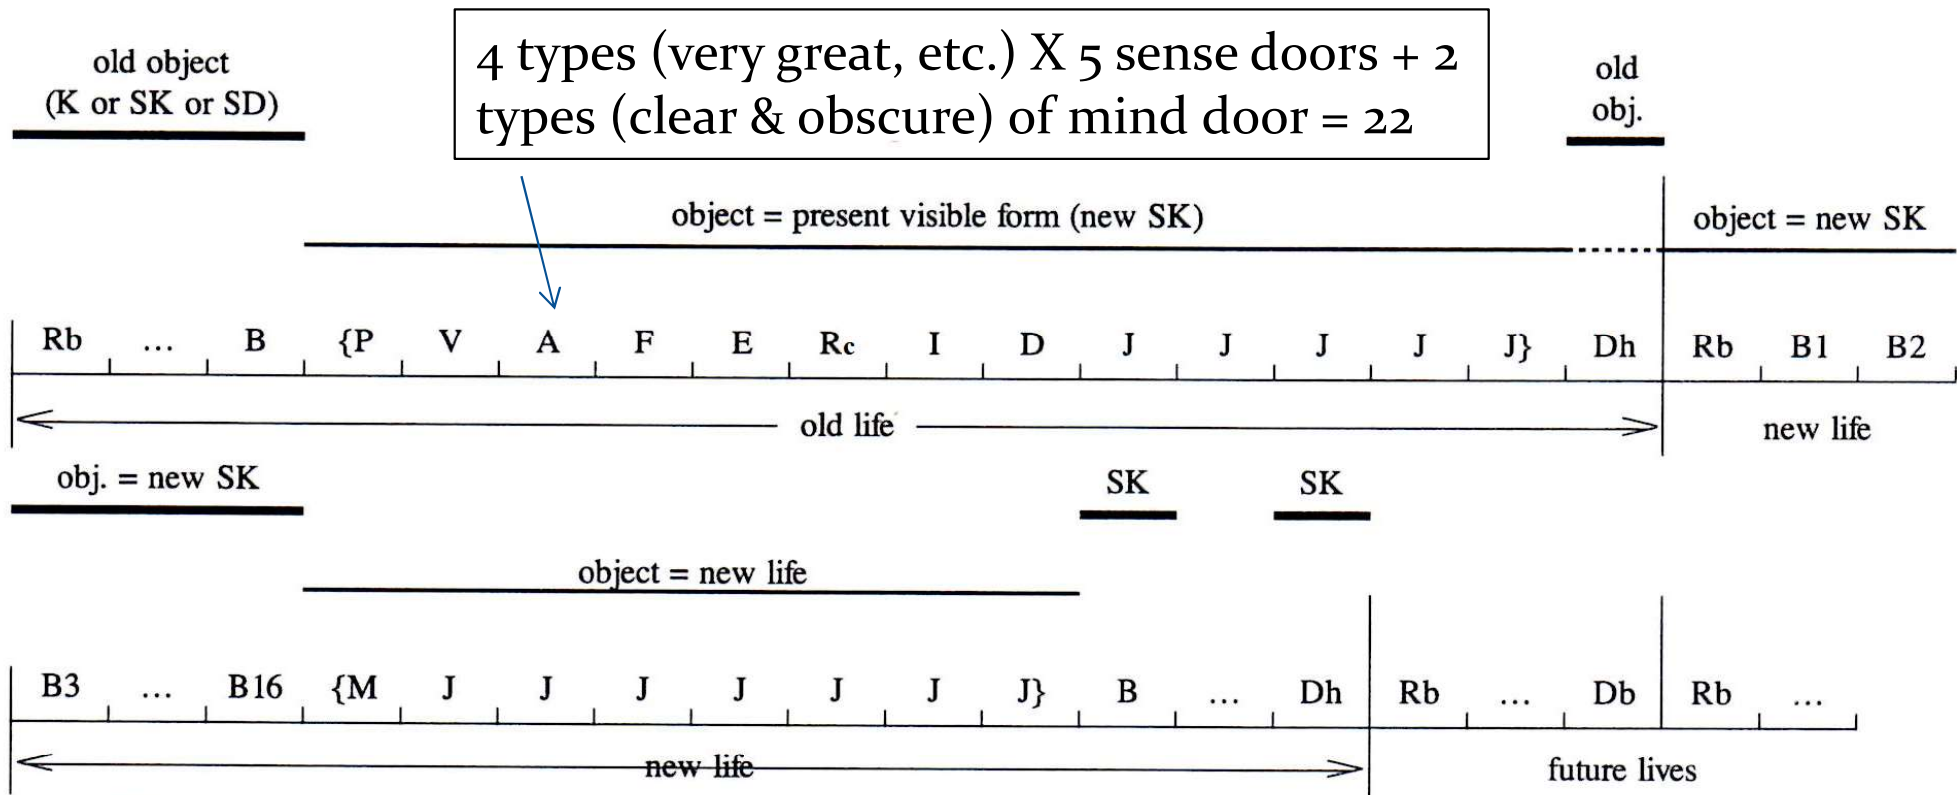 old object
(K or SK or SD)
4 types (very great, etc.) X 5 sense doors + 2
types (clear & obscure) of mind door = 22
old
obj.
object = present visible form (new SK)
object = new SK
Rb ... B {P V A F E Rc I D J J J J J} Dh Rb B1 B2
old life
new life
obj. = new SK
SK
SK
object = new life
B3 ... B16 {M J J J J J J J} B ... Dh Rb ... Db Rb ...
new life
future lives